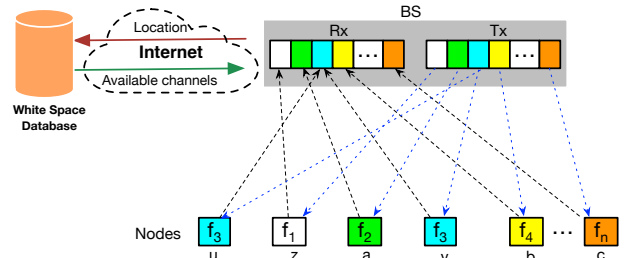 BS
Location
Rx
Tx
Internet
... ...
Available channels
White Space
Database
Nodes
f3 f1 f2 f3 f4 ... fn
u z a v b c